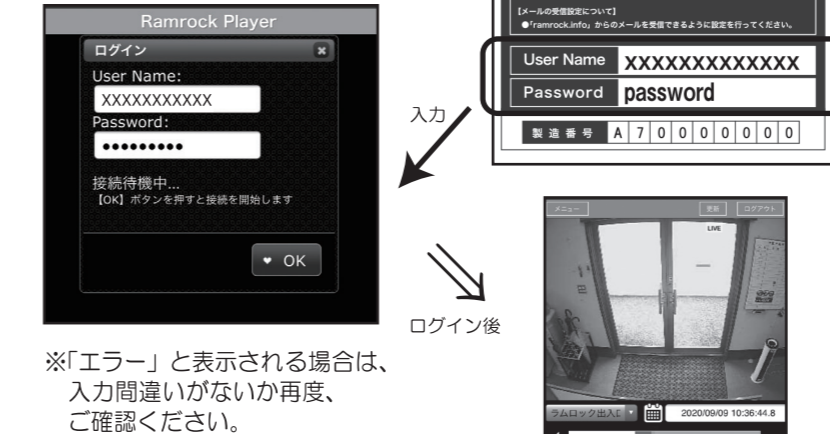 Ramrock Player
ログイン
User Name:
XXXXXXXXXXX
Password:
●●●●●●●●●
接続待機中...
【OK】ボタンを押すと接続を開始します
♥ OK
※「エラー」と表示される場合は、
入力間違いがないか再度、
ご確認ください。
入力
ログイン後
【メールの受信設定について】
●「ramrock.info」からのメールを受信できるように設定を行ってください。
User Name XXXXXXXXXXXXX
Password password
製造番号 A 7 0 0 0 0 0 0 0
メニュー 更新 ログアウト
LIVE
ラムロック出入口
2020/09/09 10:36:44.8